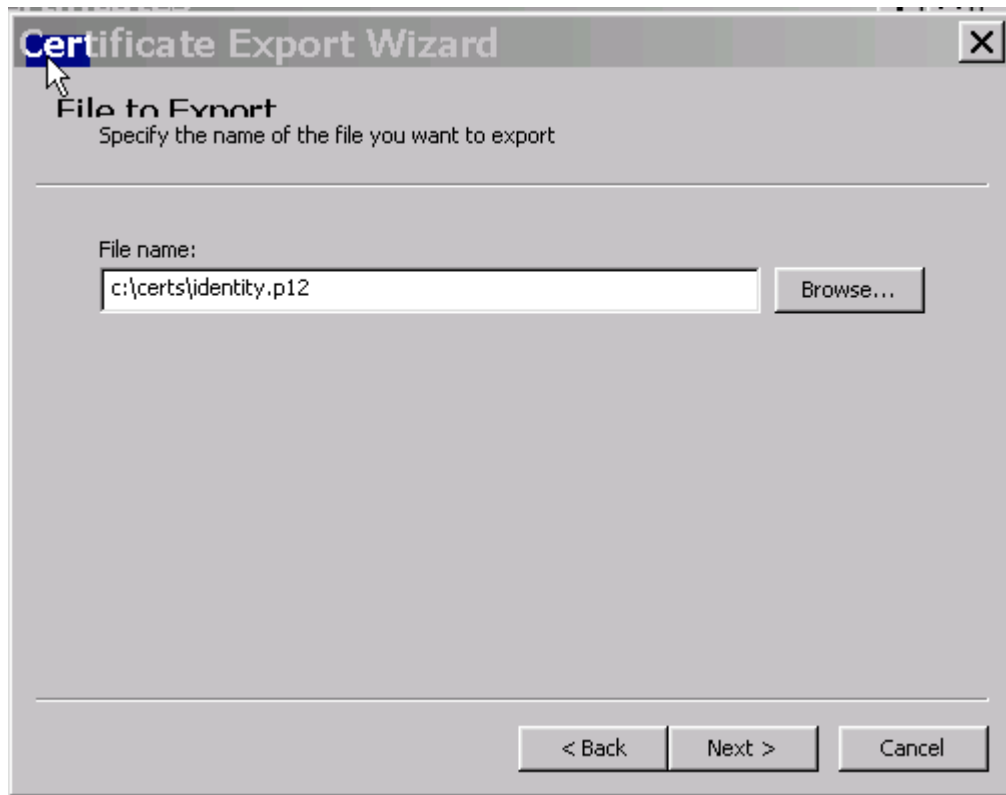 Certificate Export Wizard
File to Export
Specify the name of the file you want to export
File name:
c:\certs\identity.p12
Browse...
< Back
Next >
Cancel